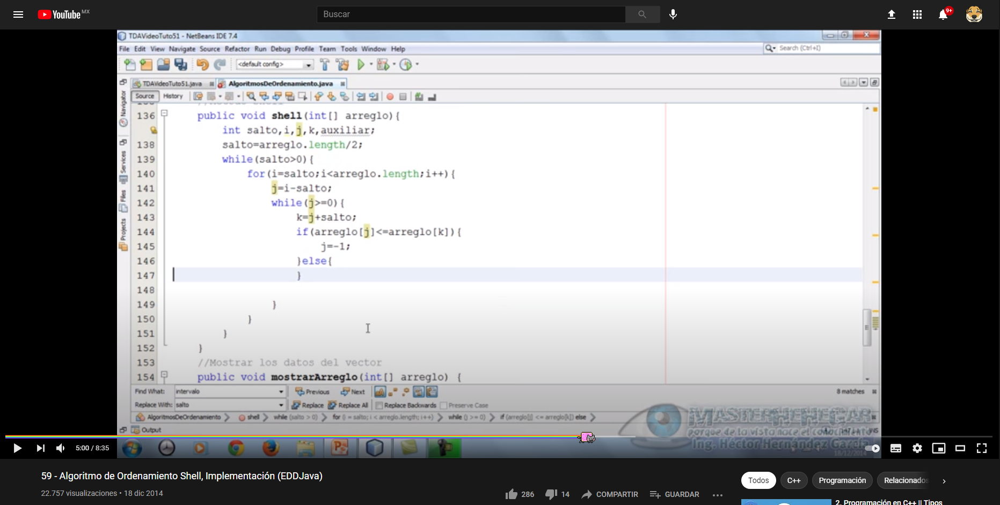 YouTube MX
Buscar
9+
TDAVideoTuto51 - NetBeans IDE 7.4
File Edit View Navigate Source Refactor Run Debug Profile Team Tools Window Help
Search (Ctrl+I)
<default config>
TDAVideoTuto51.java
AlgoritmosDeOrdenamiento.java
Source History
Navigator
Services
Files
Projects
136 public void shell(int[] arreglo){
int salto,i,j,k,auxiliar;
138 salto=arreglo.length/2;
139 while(salto>0){
140 for(i=salto;i<arreglo.length;i++){
141 j=i-salto;
142 while(j>=0){
143 k=j+salto;
144 if(arreglo[j]<=arreglo[k]){
145 j=-1;
146 }else{
147 }
148
149 }
150 }
151 }
152 }
153 //Mostrar los datos del vector
154 public void mostrarArreglo(int[] arreglo) {
Find What: intervalo Previous Next 8 matches
Replace With: salto Replace Replace All Replace Backwards Preserve Case
AlgoritmosDeOrdenamiento shell while (salto > 0) for (i = salto; i < arreglo.length; i++) while (j >= 0) if (arreglo[j] <= arreglo[k]) else
Output
MASTERHEHEGAR
porque de la vista nace el conocimiento
Ing. Héctor Hernández García
18/12/2014
5:00 / 8:35
59 - Algoritmo de Ordenamiento Shell, Implementación (EDDJava)
22.757 visualizaciones • 18 dic 2014
286 14 COMPARTIR GUARDAR
Todos C++ Programación Relacionados
2. Programación en C++ || Tipos